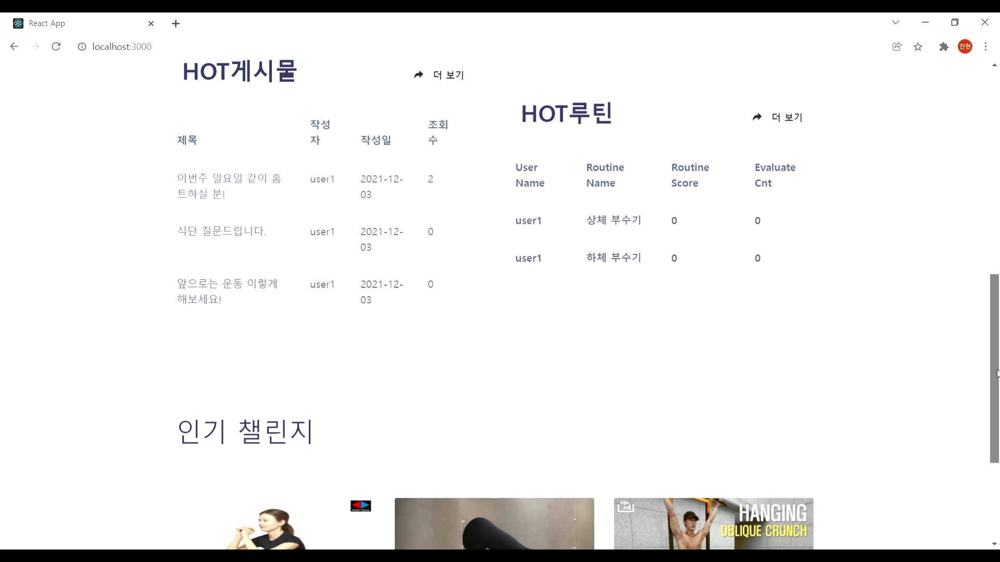 React App
localhost:3000
찬현
HOT게시물
더 보기
제목
작성
자
작성일
조회
수
이번주 일요일 같이 홈
트하실 분!
user1
2021-12-
03
2
식단 질문드립니다.
user1
2021-12-
03
0
앞으로는 운동 이렇게
해보세요!
user1
2021-12-
03
0
HOT루틴
더 보기
User
Name
Routine
Name
Routine
Score
Evaluate
Cnt
user1
상체 부수기
0
0
user1
하체 부수기
0
0
인기 챌린지
HANGING
OBLIQUE CRUNCH